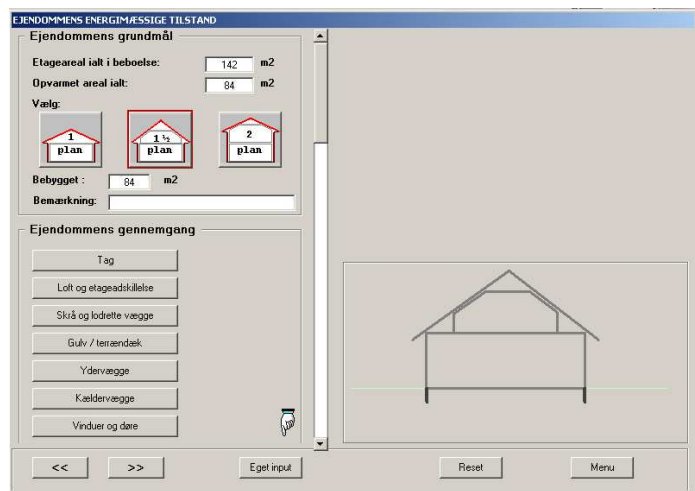 EJENDOMMENS ENERGIMÆSSIGE TILSTAND
Ejendommens grundmål
Etageareal ialt i beboelse: 142 m2
Opvarmet areal ialt: 84 m2
Vælg:
1 plan
1 ½ plan
2 plan
Bebygget : 84 m2
Bemærkning:
Ejendommens gennemgang
Tag
Loft og etageadskillelse
Skrå og lodrette vægge
Gulv / terrændæk
Ydervægge
Kældervægge
Vinduer og døre
<< >> Eget input Reset Menu